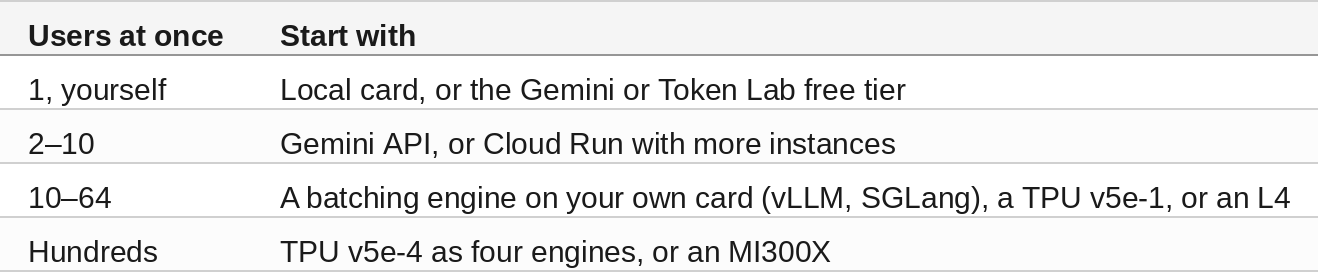 Users at once Start with
1, yourself Local card, or the Gemini or Token Lab free tier
2–10 Gemini API, or Cloud Run with more instances
10–64 A batching engine on your own card (vLLM, SGLang), a TPU v5e-1, or an L4
Hundreds TPU v5e-4 as four engines, or an MI300X